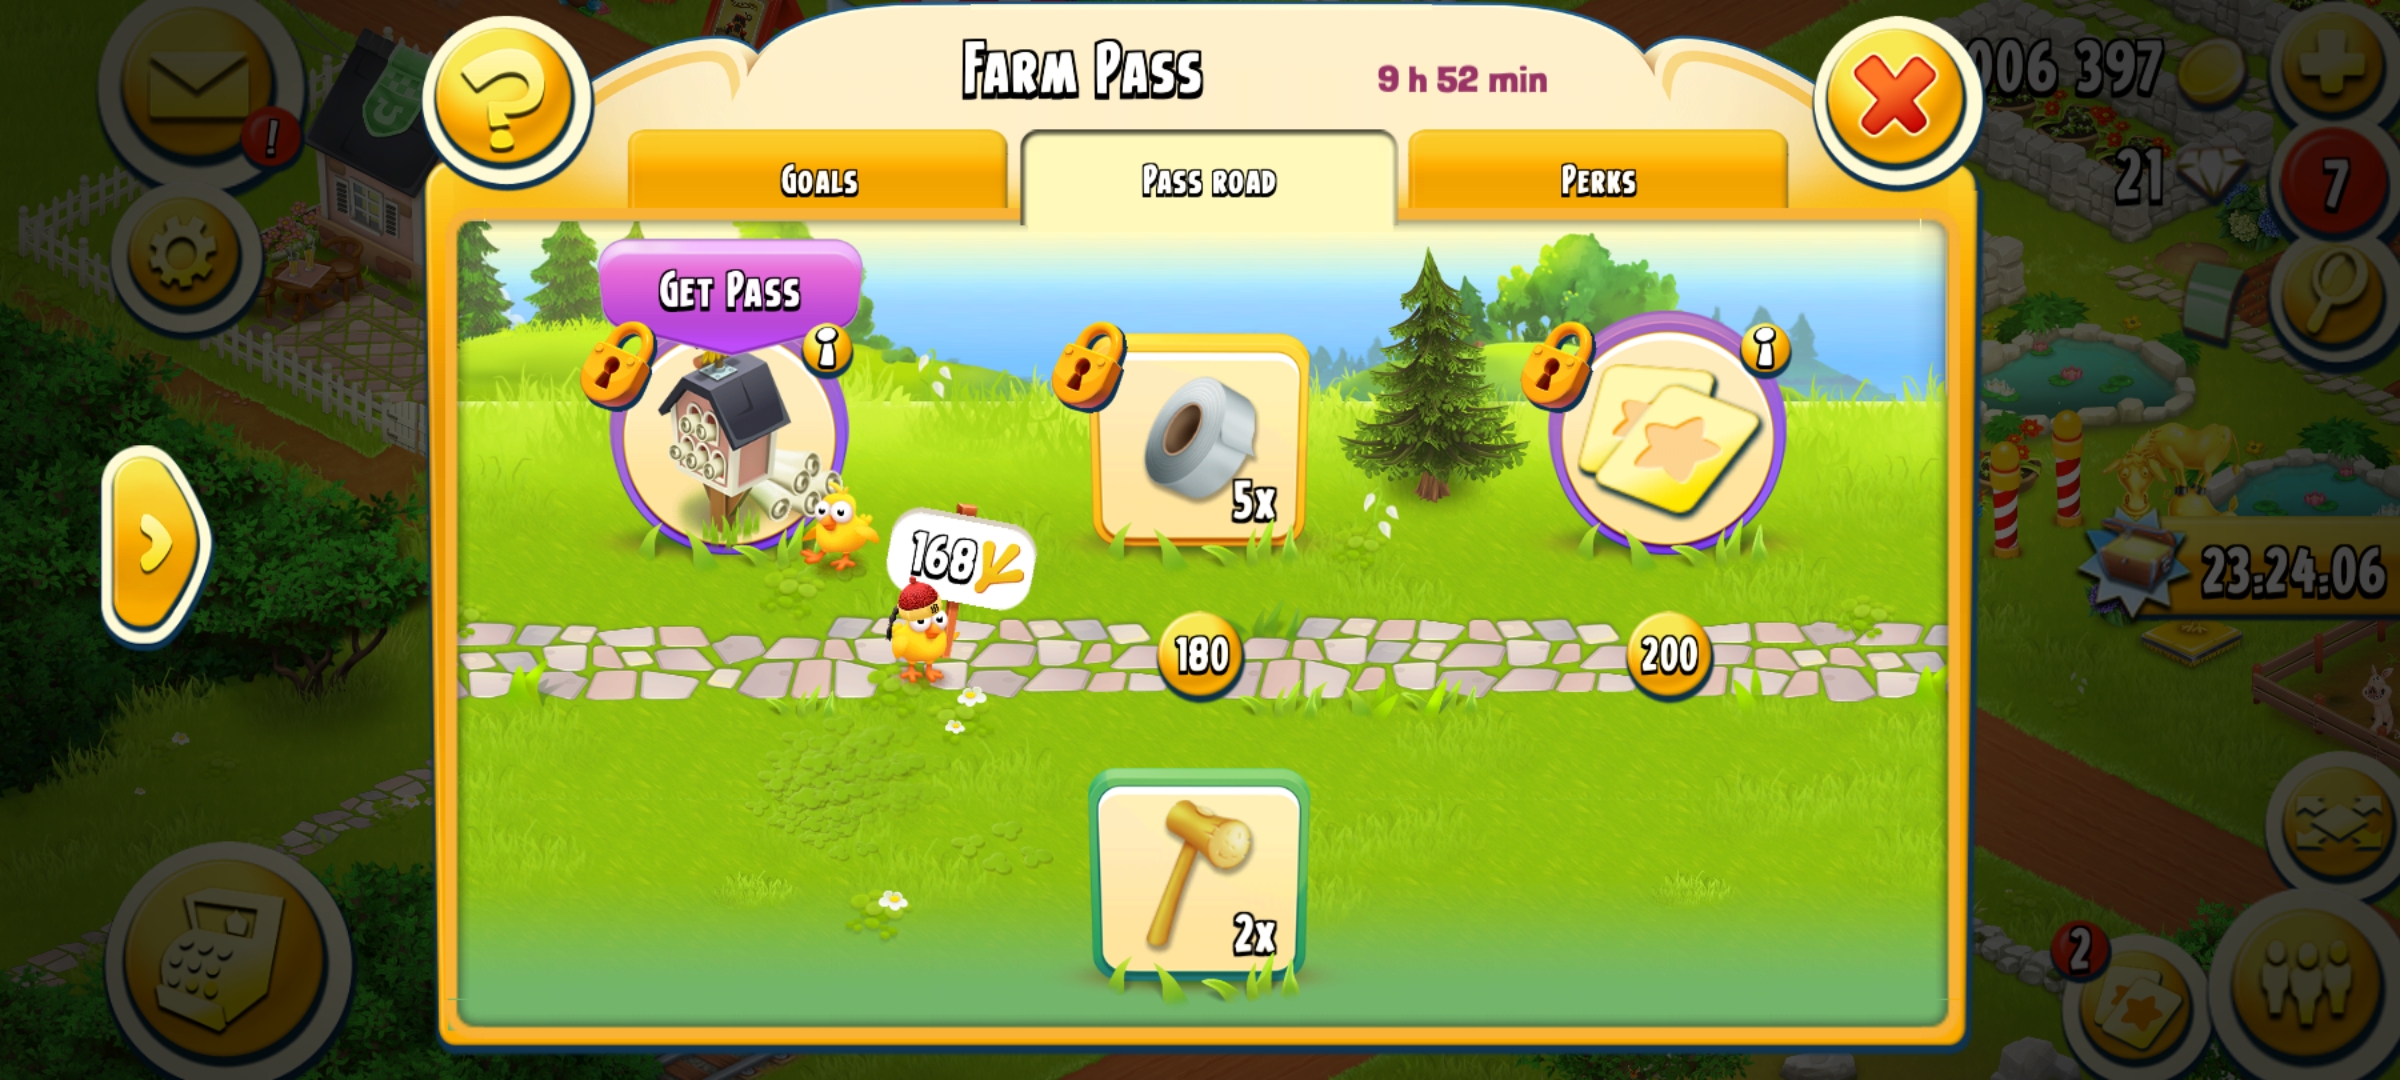 FARM PASS
9 h 52 min
006 397
GOALS
PASS ROAD
PERKS
21
7
!
GET PASS
5x
168
23:24:06
180
200
2x
2